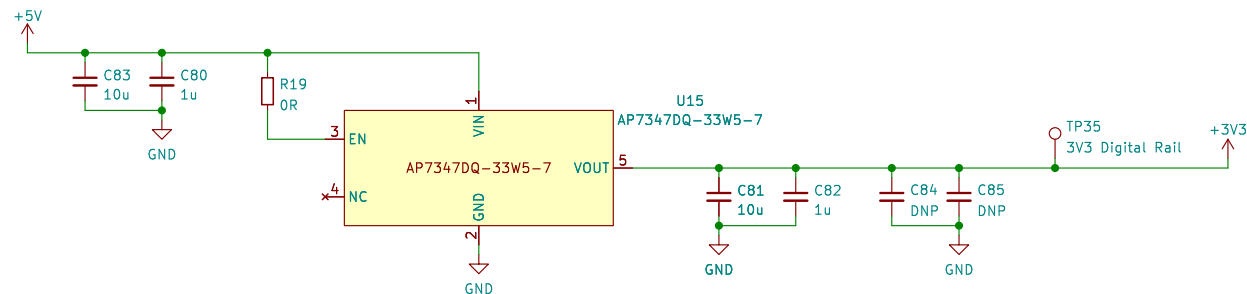 +5V
C83
10u
C80
1u
GND
R19
0R
U15
AP7347DQ-33W5-7
1
VIN
3
EN
AP7347DQ-33W5-7
VOUT
5
4
NC
GND
2
GND
C81
10u
C82
1u
GND
C84
DNP
C85
DNP
GND
TP35
3V3 Digital Rail
+3V3